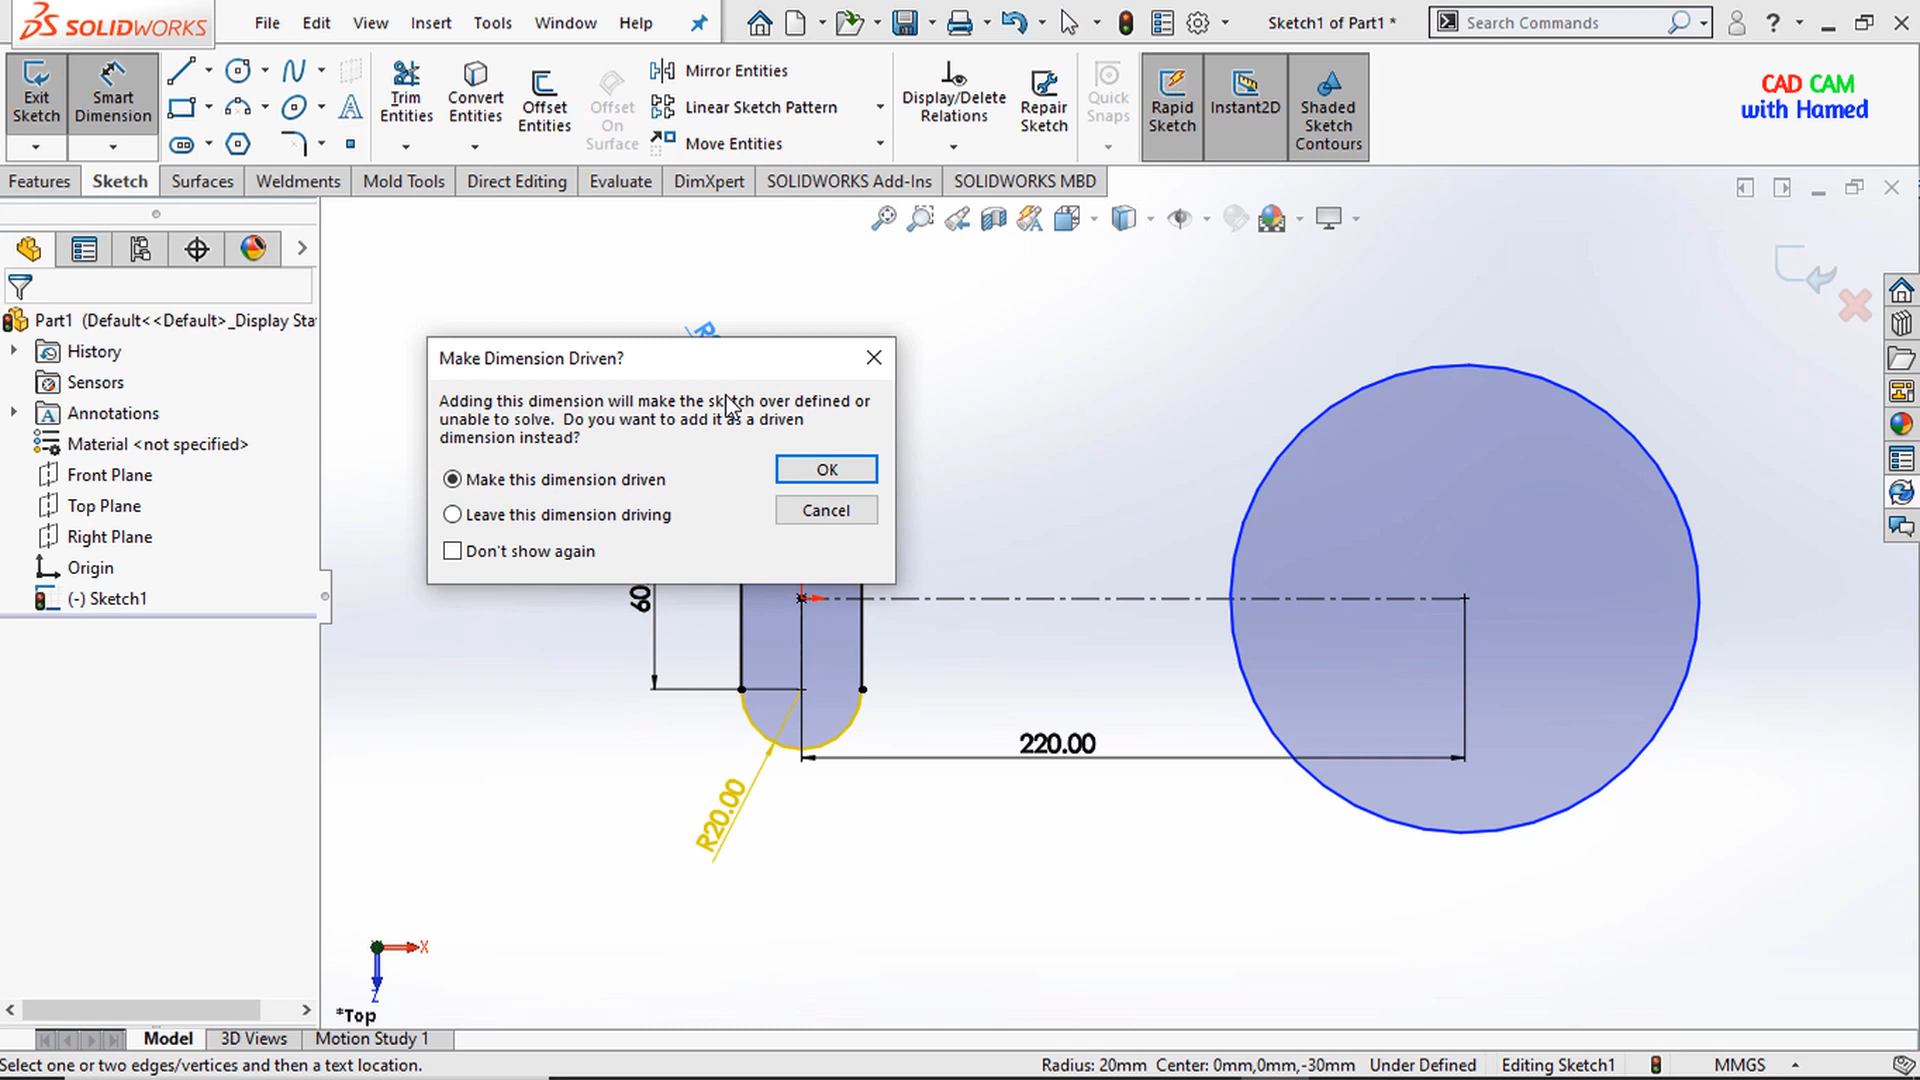 SOLIDWORKS
File Edit View Insert Tools Window Help
Sketch1 of Part1 *
Search Commands
?
Exit Sketch
Smart Dimension
Trim Entities
Convert Entities
Offset Entities
Offset On Surface
Mirror Entities
Linear Sketch Pattern
Move Entities
Display/Delete Relations
Repair Sketch
Quick Snaps
Rapid Sketch
Instant2D
Shaded Sketch Contours
CAD CAM
with Hamed
Features Sketch Surfaces Weldments Mold Tools Direct Editing Evaluate DimXpert SOLIDWORKS Add-Ins SOLIDWORKS MBD
Part1 (Default<<Default>_Display Sta
History
Sensors
Annotations
Material <not specified>
Front Plane
Top Plane
Right Plane
Origin
(-) Sketch1
Make Dimension Driven?
Adding this dimension will make the sketch over defined or
unable to solve. Do you want to add it as a driven
dimension instead?
Make this dimension driven
OK
Leave this dimension driving
Cancel
Don't show again
60
220.00
R20.00
X
Z
*Top
Model 3D Views Motion Study 1
Select one or two edges/vertices and then a text location.
Radius: 20mm Center: 0mm,0mm,-30mm Under Defined Editing Sketch1 MMGS